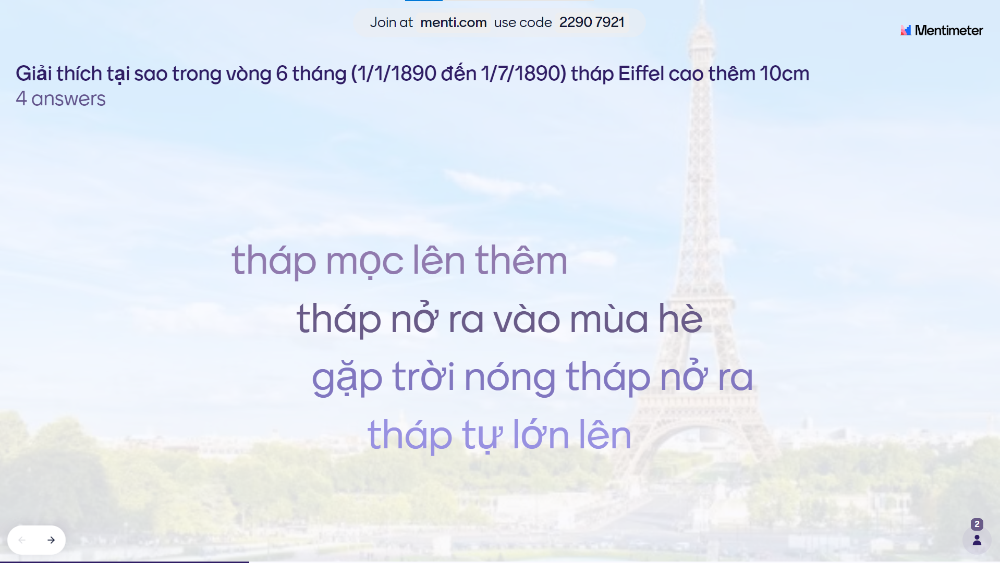 Join at menti.com use code 2290 7921
Mentimeter
Giải thích tại sao trong vòng 6 tháng (1/1/1890 đến 1/7/1890) tháp Eiffel cao thêm 10cm
4 answers
tháp mọc lên thêm
tháp nở ra vào mùa hè
gặp trời nóng tháp nở ra
tháp tự lớn lên
2